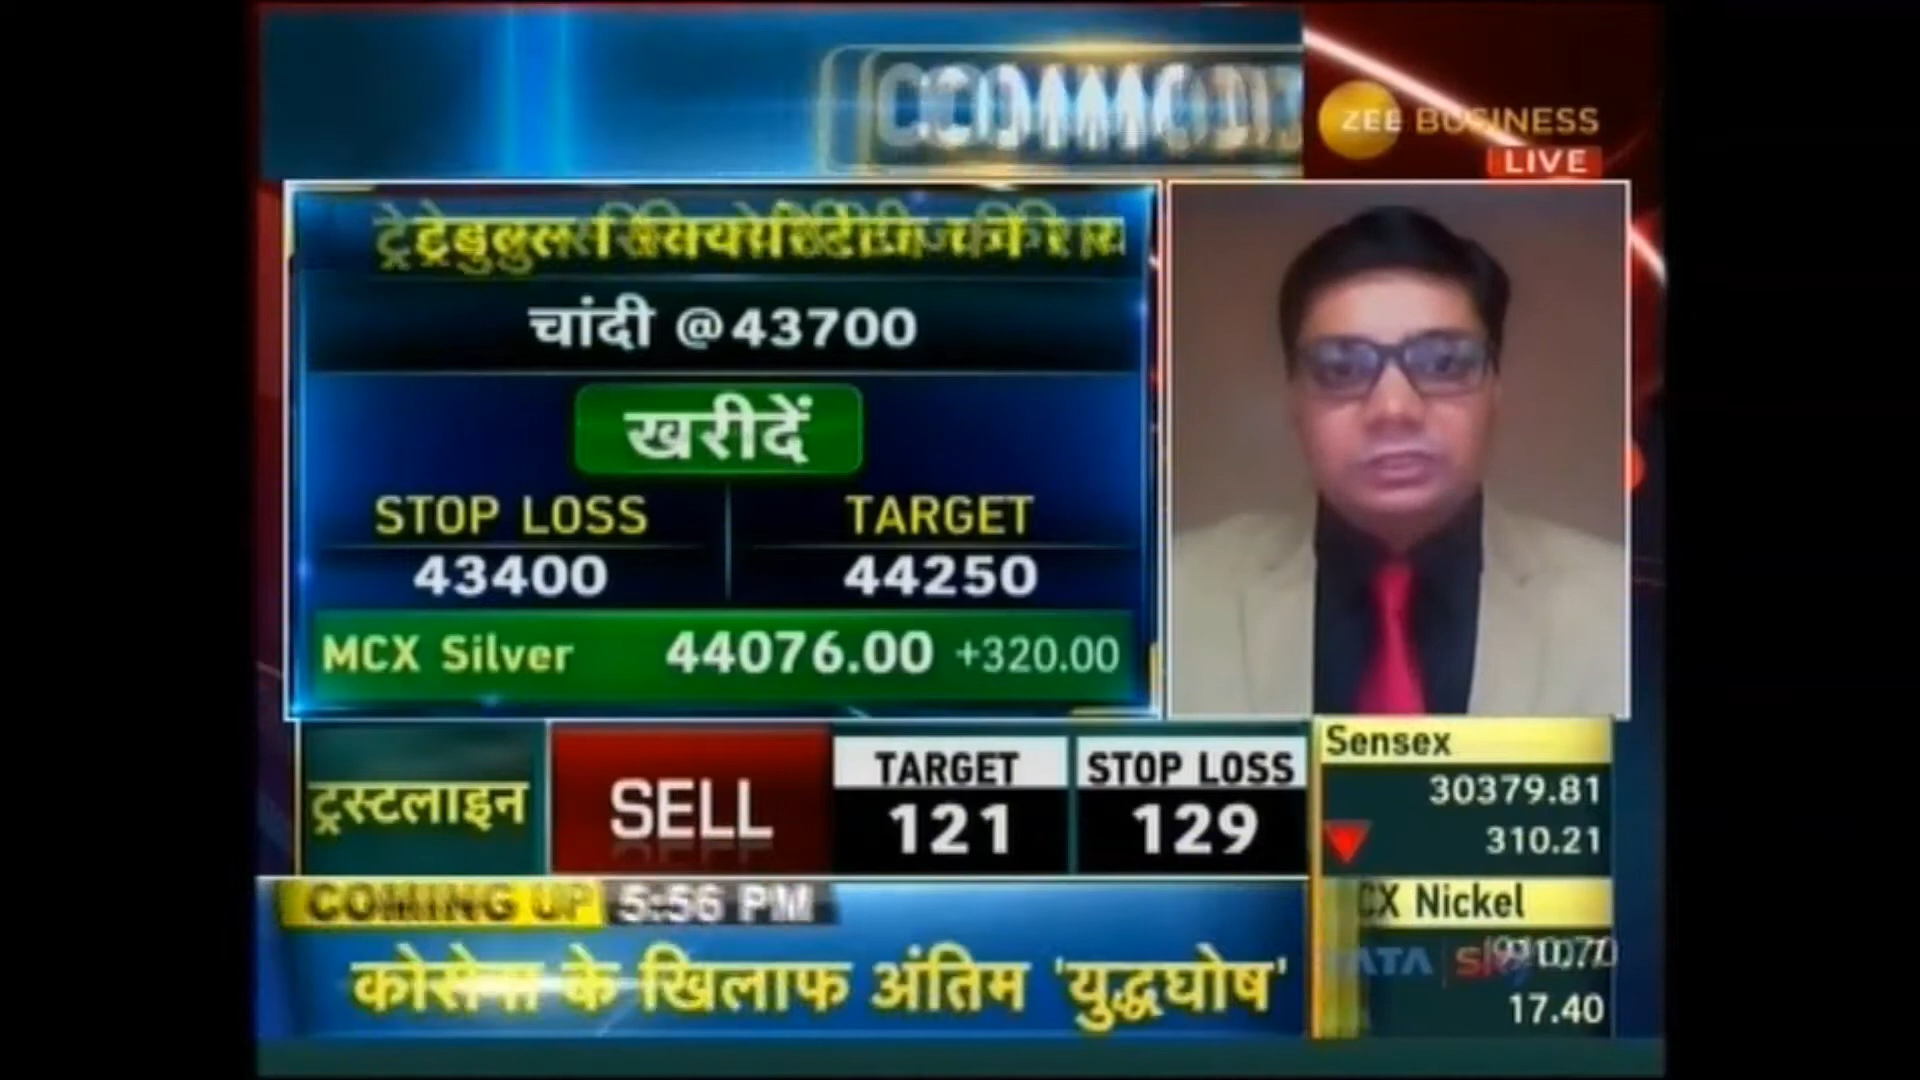 ZEE BUSINESS
LIVE
चांदी @43700
खरीदें
STOP LOSS
TARGET
43400
44250
MCX Silver 44076.00 +320.00
ट्रस्टलाइन
SELL
TARGET
121
STOP LOSS
129
Sensex
30379.81
310.21
COMING UP 5:56 PM
कोरोना के खिलाफ अंतिम 'युद्धघोष'
CX Nickel
TATA
17.40